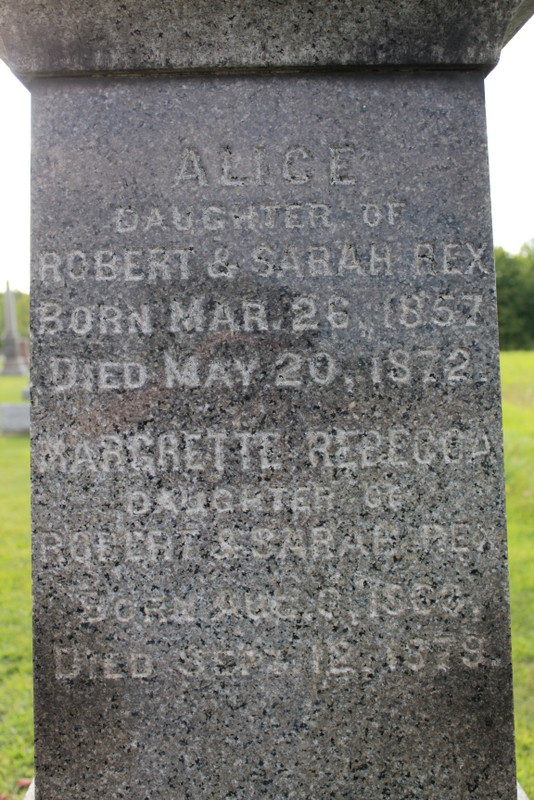 ALICE
DAUGHTER OF
ROBERT & SARAH REX
BORN MAR. 26, 1857
DIED MAY 20, 1872.
MARGRETTE REBECCA
DAUGHTER OF
ROBERT & SARAH REX
BORN AUG.
DIED SEPT. 12, 1879.